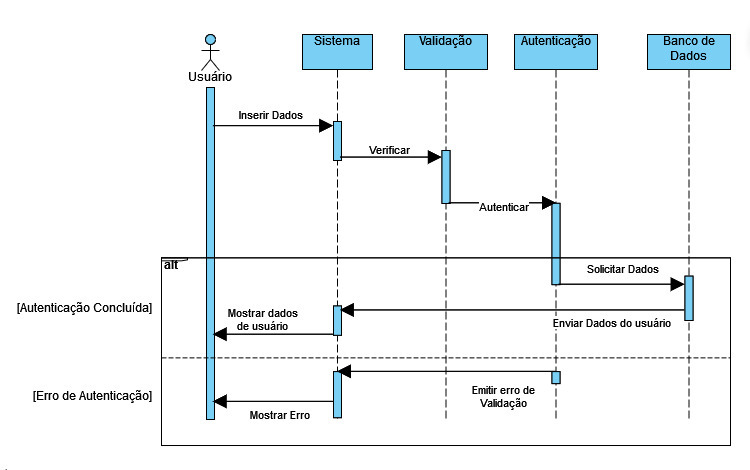 Sistema
Validação
Autenticação
Banco de
Dados
Usuário
Inserir Dados
Verificar
Autenticar
alt
Solicitar Dados
[Autenticação Concluída]
Mostrar dados
de usuário
Enviar Dados do usuário
[Erro de Autenticação]
Emitir erro de
Validação
Mostrar Erro